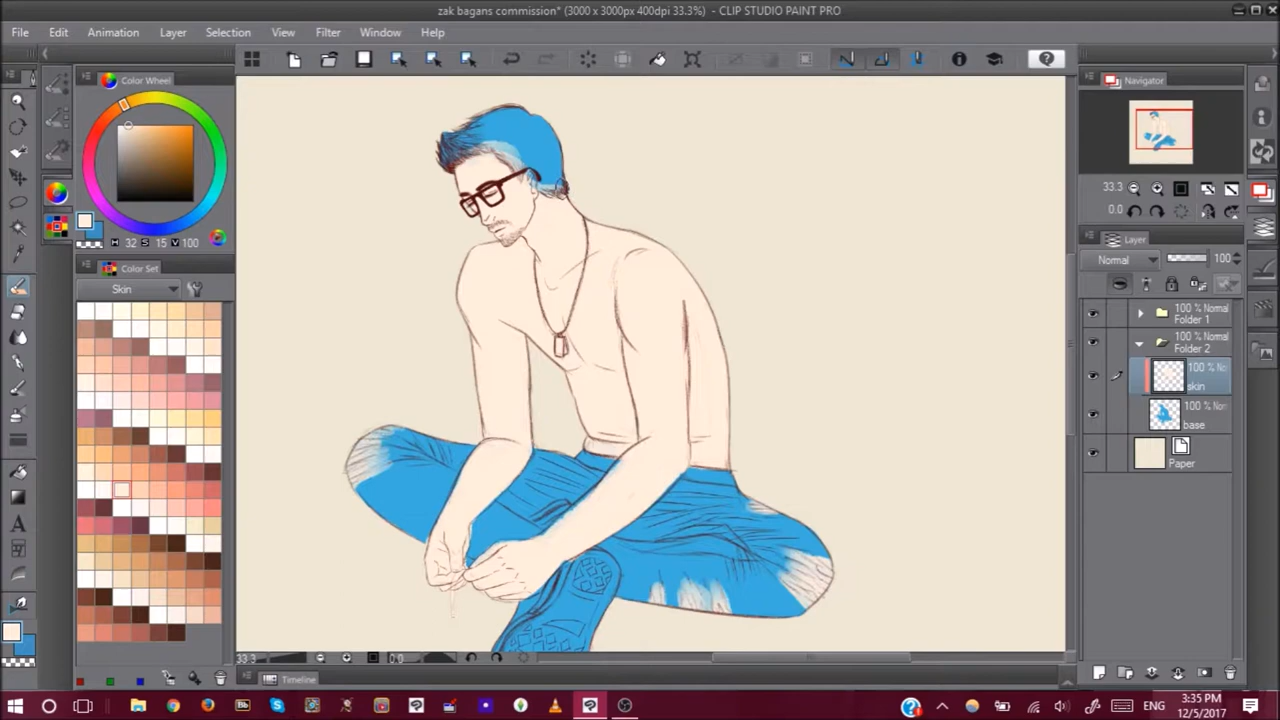 zak bagans commission* (3000 x 3000px 400dpi 33.3%) - CLIP STUDIO PAINT PRO
File Edit Animation Layer Selection View Filter Window Help
Color Wheel
H 32 S 15 V 100
Color Set
Skin
Navigator
33.3
0.0
Layer
Normal 100
100 % Normal
Folder 1
100 % Normal
Folder 2
100 % No
skin
100 % Norr
base
Paper
33.3 0.0
Timeline
ENG
3:35 PM
12/5/2017